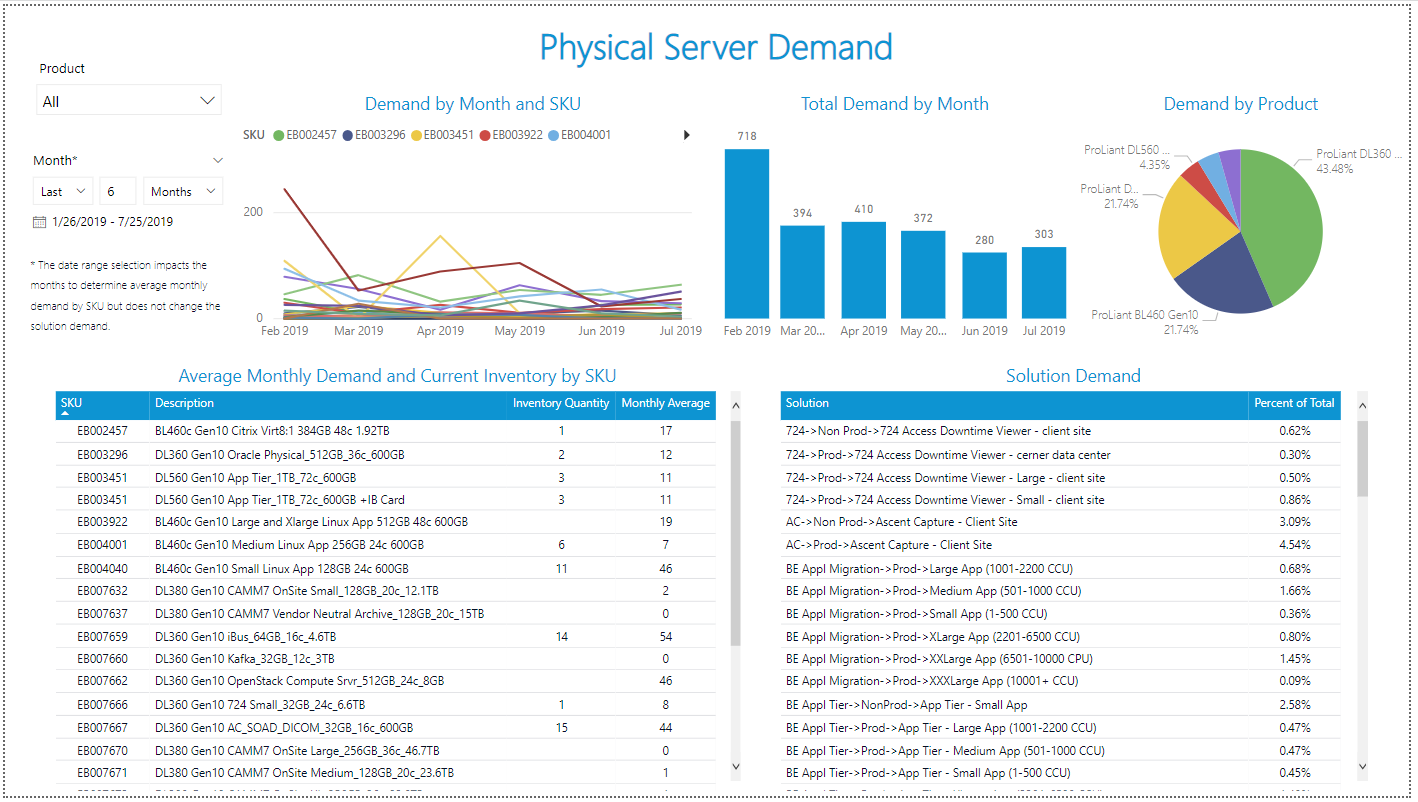 Physical Server Demand
Product
All
Month*
Last 6 Months
1/26/2019 - 7/25/2019
* The date range selection impacts the
months to determine average monthly
demand by SKU but does not change the
solution demand.
Demand by Month and SKU
SKU EB002457 EB003296 EB003451 EB003922 EB004001
200
0
Feb 2019 Mar 2019 Apr 2019 May 2019 Jun 2019 Jul 2019
Total Demand by Month
718
394
410
372
280
303
Feb 2019 Mar 20... Apr 2019 May 20... Jun 2019 Jul 2019
Demand by Product
ProLiant DL560 ...
4.35%
ProLiant DL360 ...
43.48%
ProLiant D...
21.74%
ProLiant BL460 Gen10
21.74%
Average Monthly Demand and Current Inventory by SKU
SKU Description Inventory Quantity Monthly Average
EB002457 BL460c Gen10 Citrix Virt8:1 384GB 48c 1.92TB 1 17
EB003296 DL360 Gen10 Oracle Physical_512GB_36c_600GB 2 12
EB003451 DL560 Gen10 App Tier_1TB_72c_600GB 3 11
EB003451 DL560 Gen10 App Tier_1TB_72c_600GB +IB Card 3 11
EB003922 BL460c Gen10 Large and Xlarge Linux App 512GB 48c 600GB 19
EB004001 BL460c Gen10 Medium Linux App 256GB 24c 600GB 6 7
EB004040 BL460c Gen10 Small Linux App 128GB 24c 600GB 11 46
EB007632 DL380 Gen10 CAMM7 OnSite Small_128GB_20c_12.1TB 2
EB007637 DL380 Gen10 CAMM7 Vendor Neutral Archive_128GB_20c_15TB 0
EB007659 DL360 Gen10 iBus_64GB_16c_4.6TB 14 54
EB007660 DL360 Gen10 Kafka_32GB_12c_3TB 0
EB007662 DL360 Gen10 OpenStack Compute Srvr_512GB_24c_8GB 46
EB007666 DL360 Gen10 724 Small_32GB_24c_6.6TB 1 8
EB007667 DL360 Gen10 AC_SOAD_DICOM_32GB_16c_600GB 15 44
EB007670 DL380 Gen10 CAMM7 OnSite Large_256GB_36c_46.7TB 0
EB007671 DL380 Gen10 CAMM7 OnSite Medium_128GB_20c_23.6TB 1
Solution Demand
Solution Percent of Total
724->Non Prod->724 Access Downtime Viewer - client site 0.62%
724->Prod->724 Access Downtime Viewer - cerner data center 0.30%
724->Prod->724 Access Downtime Viewer - Large - client site 0.50%
724->Prod->724 Access Downtime Viewer - Small - client site 0.86%
AC->Non Prod->Ascent Capture - Client Site 3.09%
AC->Prod->Ascent Capture - Client Site 4.54%
BE Appl Migration->Prod->Large App (1001-2200 CCU) 0.68%
BE Appl Migration->Prod->Medium App (501-1000 CCU) 1.66%
BE Appl Migration->Prod->Small App (1-500 CCU) 0.36%
BE Appl Migration->Prod->XLarge App (2201-6500 CCU) 0.80%
BE Appl Migration->Prod->XXLarge App (6501-10000 CPU) 1.45%
BE Appl Migration->Prod->XXXLarge App (10001+ CCU) 0.09%
BE Appl Tier->NonProd->App Tier - Small App 2.58%
BE Appl Tier->Prod->App Tier - Large App (1001-2200 CCU) 0.47%
BE Appl Tier->Prod->App Tier - Medium App (501-1000 CCU) 0.47%
BE Appl Tier->Prod->App Tier - Small App (1-500 CCU) 0.45%